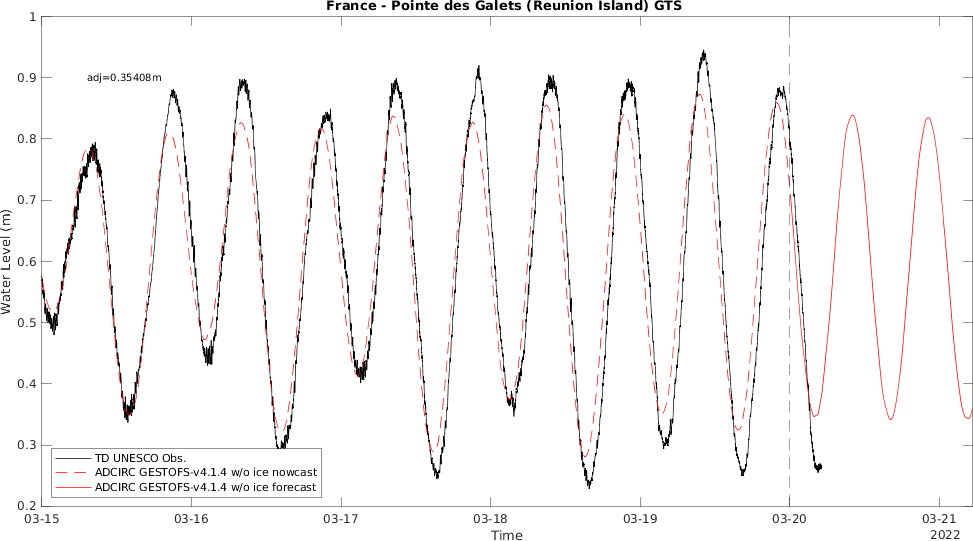 France - Pointe des Galets (Reunion Island) GTS
1
0.9
adj=0.35408m
0.8
0.7
0.6
Water Level (m)
0.5
0.4
0.3
TD UNESCO Obs.
ADCIRC GESTOFS-v4.1.4 w/o ice nowcast
ADCIRC GESTOFS-v4.1.4 w/o ice forecast
0.2
03-15 03-16 03-17 03-18 03-19 03-20 03-21
Time 2022